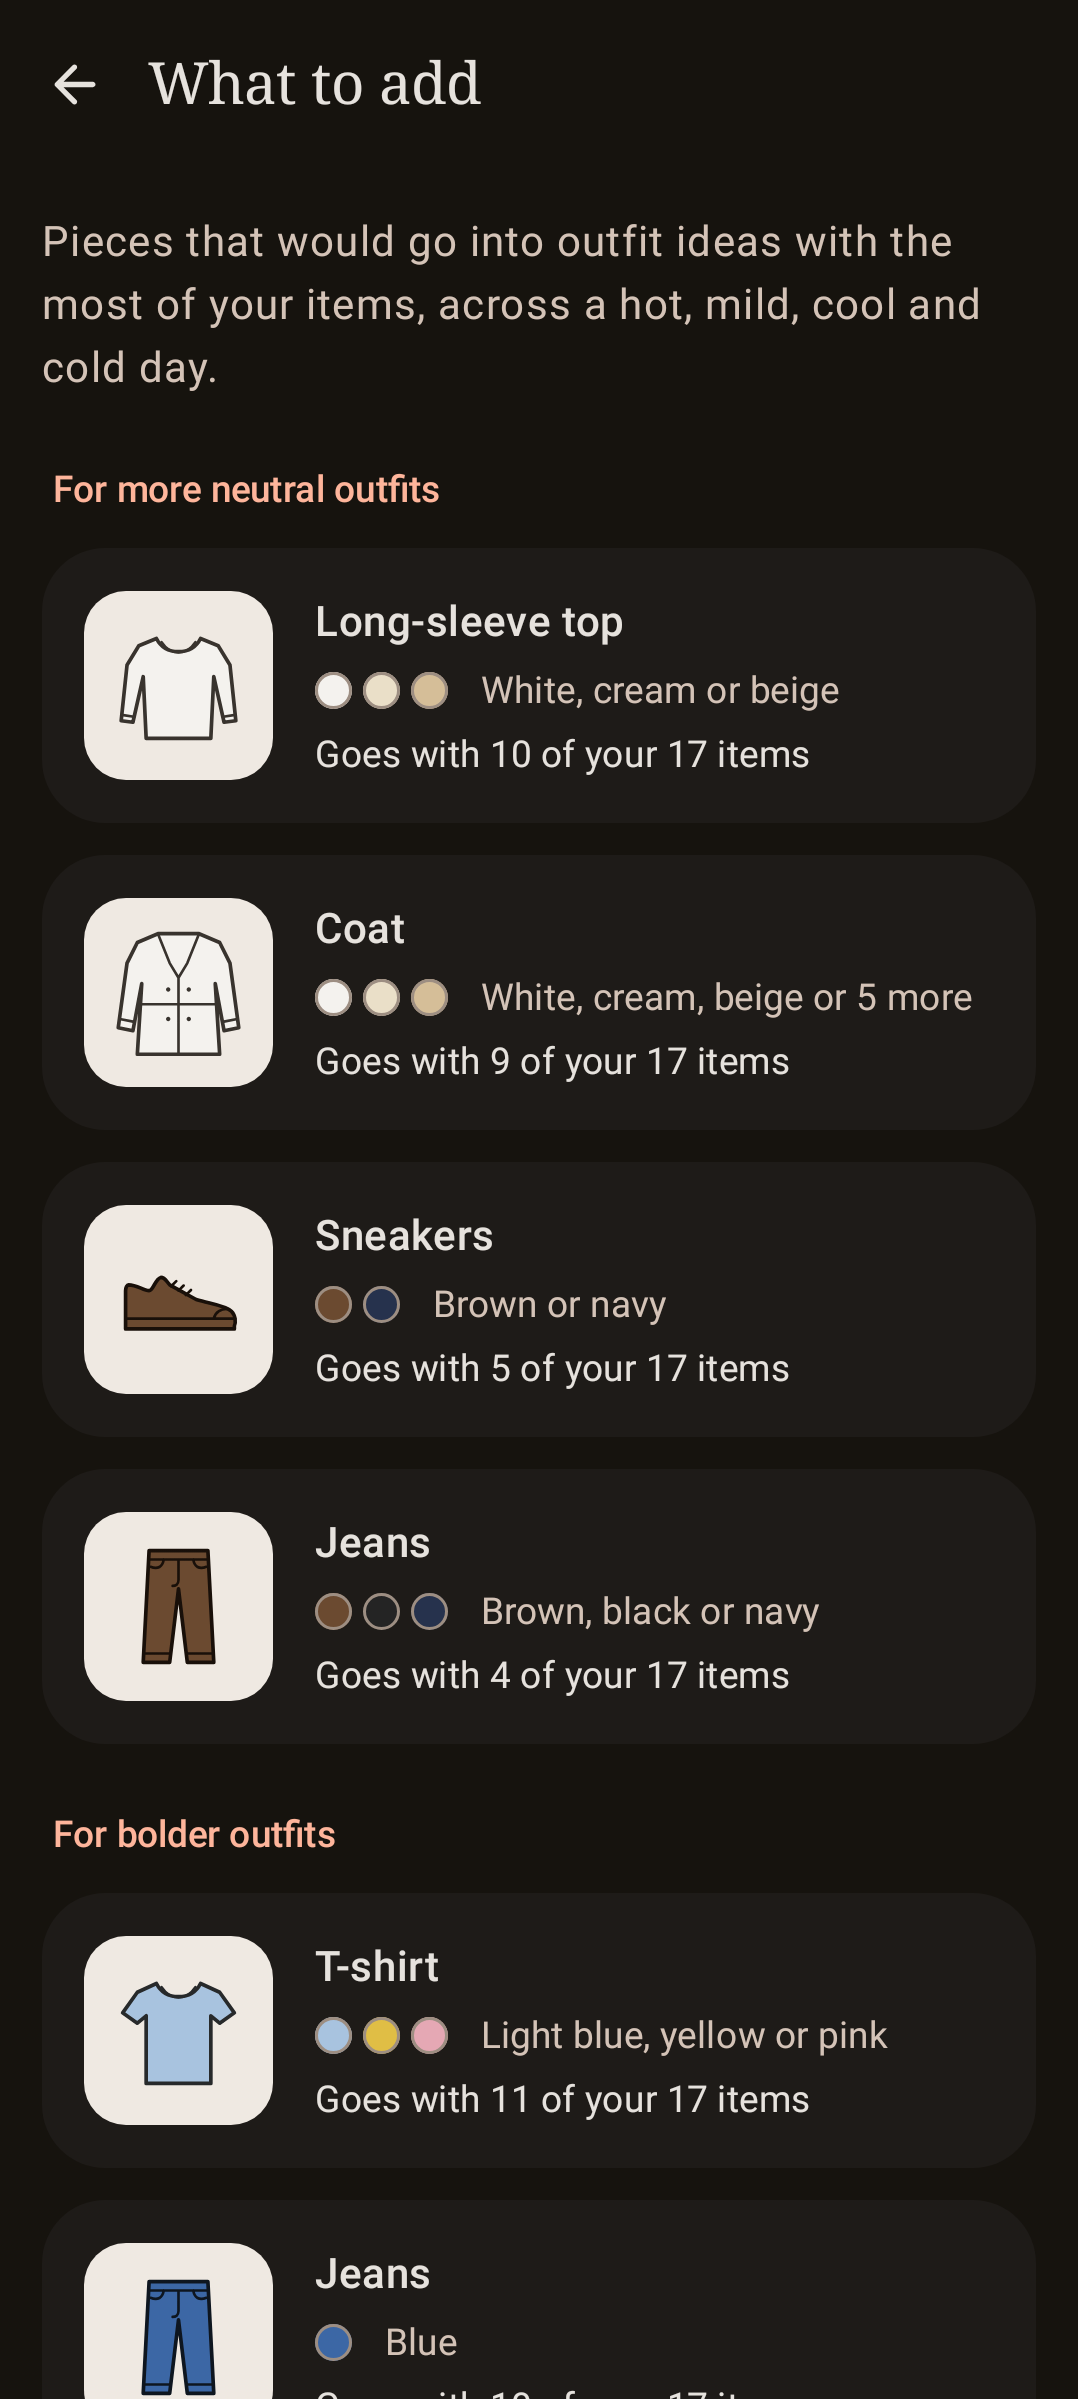 What to add
Pieces that would go into outfit ideas with the
most of your items, across a hot, mild, cool and
cold day.
For more neutral outfits
Long-sleeve top
White, cream or beige
Goes with 10 of your 17 items
Coat
White, cream, beige or 5 more
Goes with 9 of your 17 items
Sneakers
Brown or navy
Goes with 5 of your 17 items
Jeans
Brown, black or navy
Goes with 4 of your 17 items
For bolder outfits
T-shirt
Light blue, yellow or pink
Goes with 11 of your 17 items
Jeans
Blue